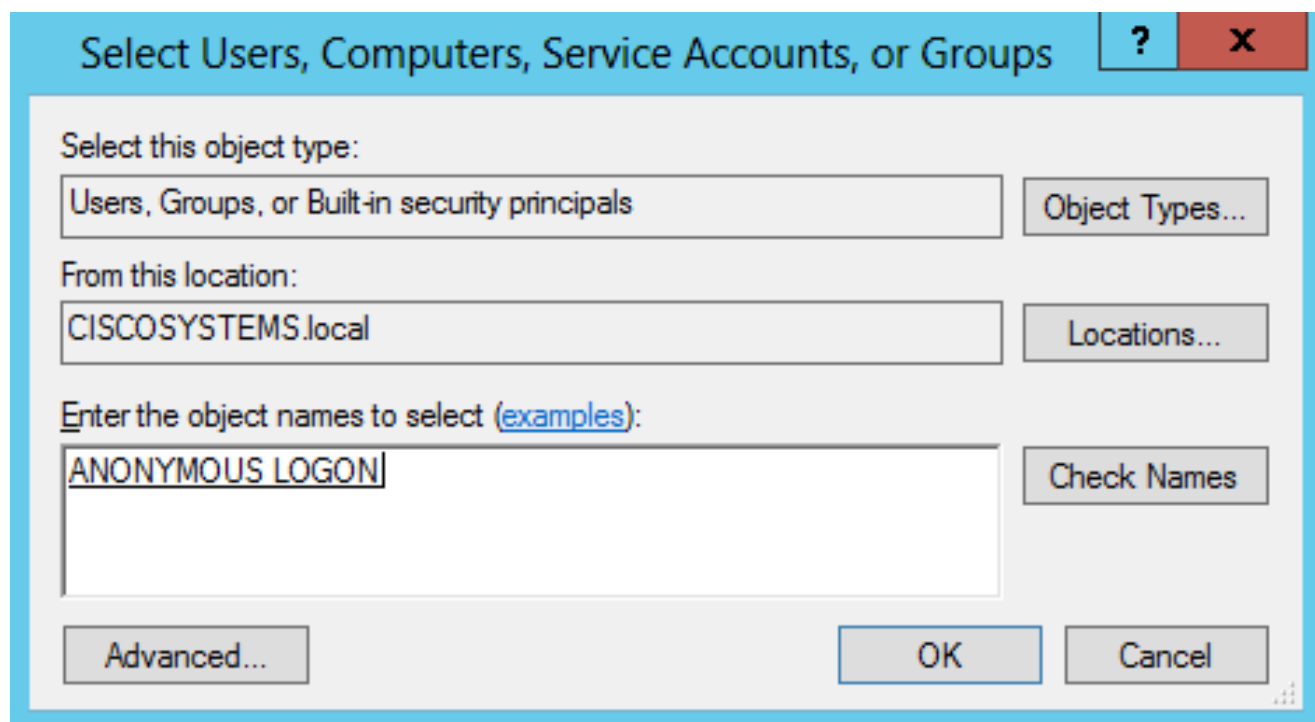 Select Users, Computers, Service Accounts, or Groups
?
x
Select this object type:
Users, Groups, or Built-in security principals
Object Types...
From this location:
CISCOSYSTEMS.local
Locations...
Enter the object names to select (examples):
ANONYMOUS LOGON
Check Names
Advanced...
OK
Cancel